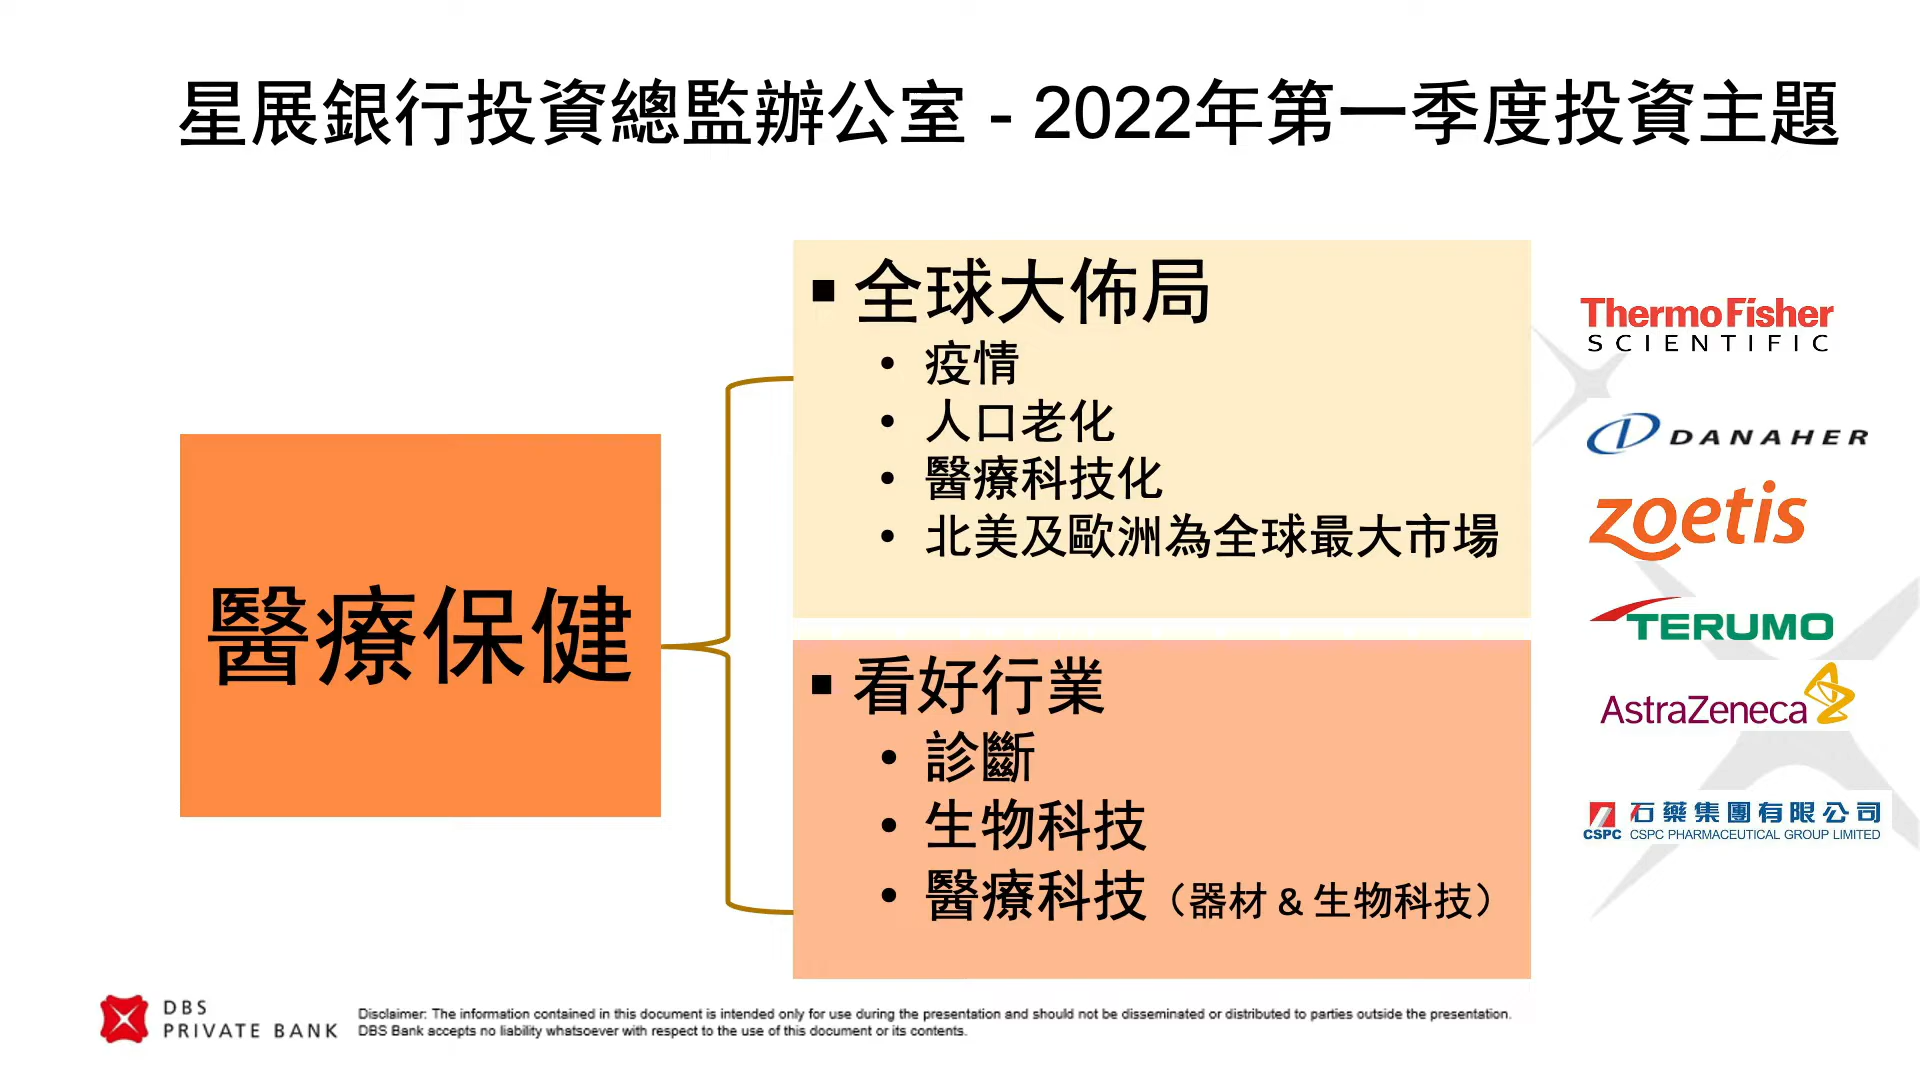 星展銀行投資總監辦公室 - 2022年第一季度投資主題
醫療保健
▪ 全球大佈局
• 疫情
• 人口老化
• 醫療科技化
• 北美及歐洲為全球最大市場
▪ 看好行業
• 診斷
• 生物科技
• 醫療科技（器材 & 生物科技）
ThermoFisher
SCIENTIFIC
DANAHER
zoetis
TERUMO
AstraZeneca
石藥集團有限公司
CSPC CSPC PHARMACEUTICAL GROUP LIMITED
DBS
PRIVATE BANK
Disclaimer: The information contained in this document is intended only for use during the presentation and should not be disseminated or distributed to parties outside the presentation.
DBS Bank accepts no liability whatsoever with respect to the use of this document or its contents.